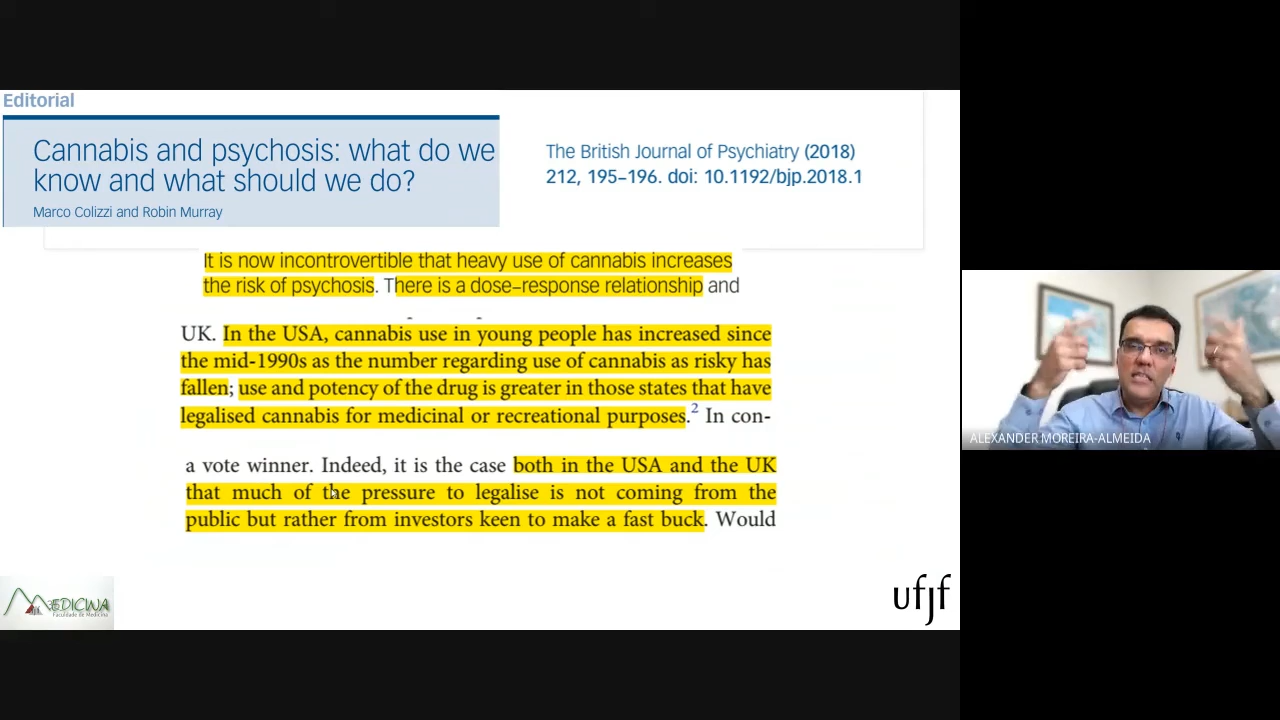 Editorial
Cannabis and psychosis: what do we
know and what should we do?
Marco Colizzi and Robin Murray
The British Journal of Psychiatry (2018)
212, 195–196. doi: 10.1192/bjp.2018.1
It is now incontrovertible that heavy use of cannabis increases
the risk of psychosis. There is a dose–response relationship and
UK. In the USA, cannabis use in young people has increased since
the mid-1990s as the number regarding use of cannabis as risky has
fallen; use and potency of the drug is greater in those states that have
legalised cannabis for medicinal or recreational purposes.2 In con-
a vote winner. Indeed, it is the case both in the USA and the UK
that much of the pressure to legalise is not coming from the
public but rather from investors keen to make a fast buck. Would
MEDICINA
Faculdade de Medicina
ufjf
ALEXANDER MOREIRA-ALMEIDA